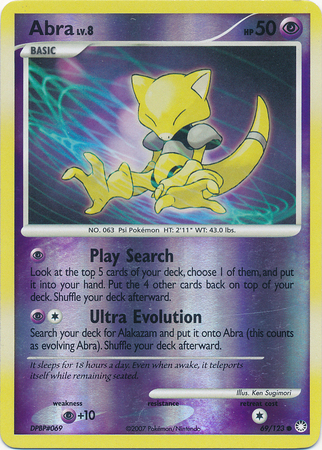 Abra LV.8 HP 50
BASIC
NO. 063 Psi Pokémon HT: 2'11" WT: 43.0 lbs.
Play Search
Look at the top 5 cards of your deck, choose 1 of them, and put
it into your hand. Put the 4 other cards back on top of your
deck. Shuffle your deck afterward.
Ultra Evolution
Search your deck for Alakazam and put it onto Abra (this counts
as evolving Abra). Shuffle your deck afterward.
It sleeps for 18 hours a day. Even when awake, it teleports
itself while remaining seated.
Illus. Ken Sugimori
weakness resistance retreat cost
+10
DPBP#069 ©2007 Pokémon/Nintendo 69/123